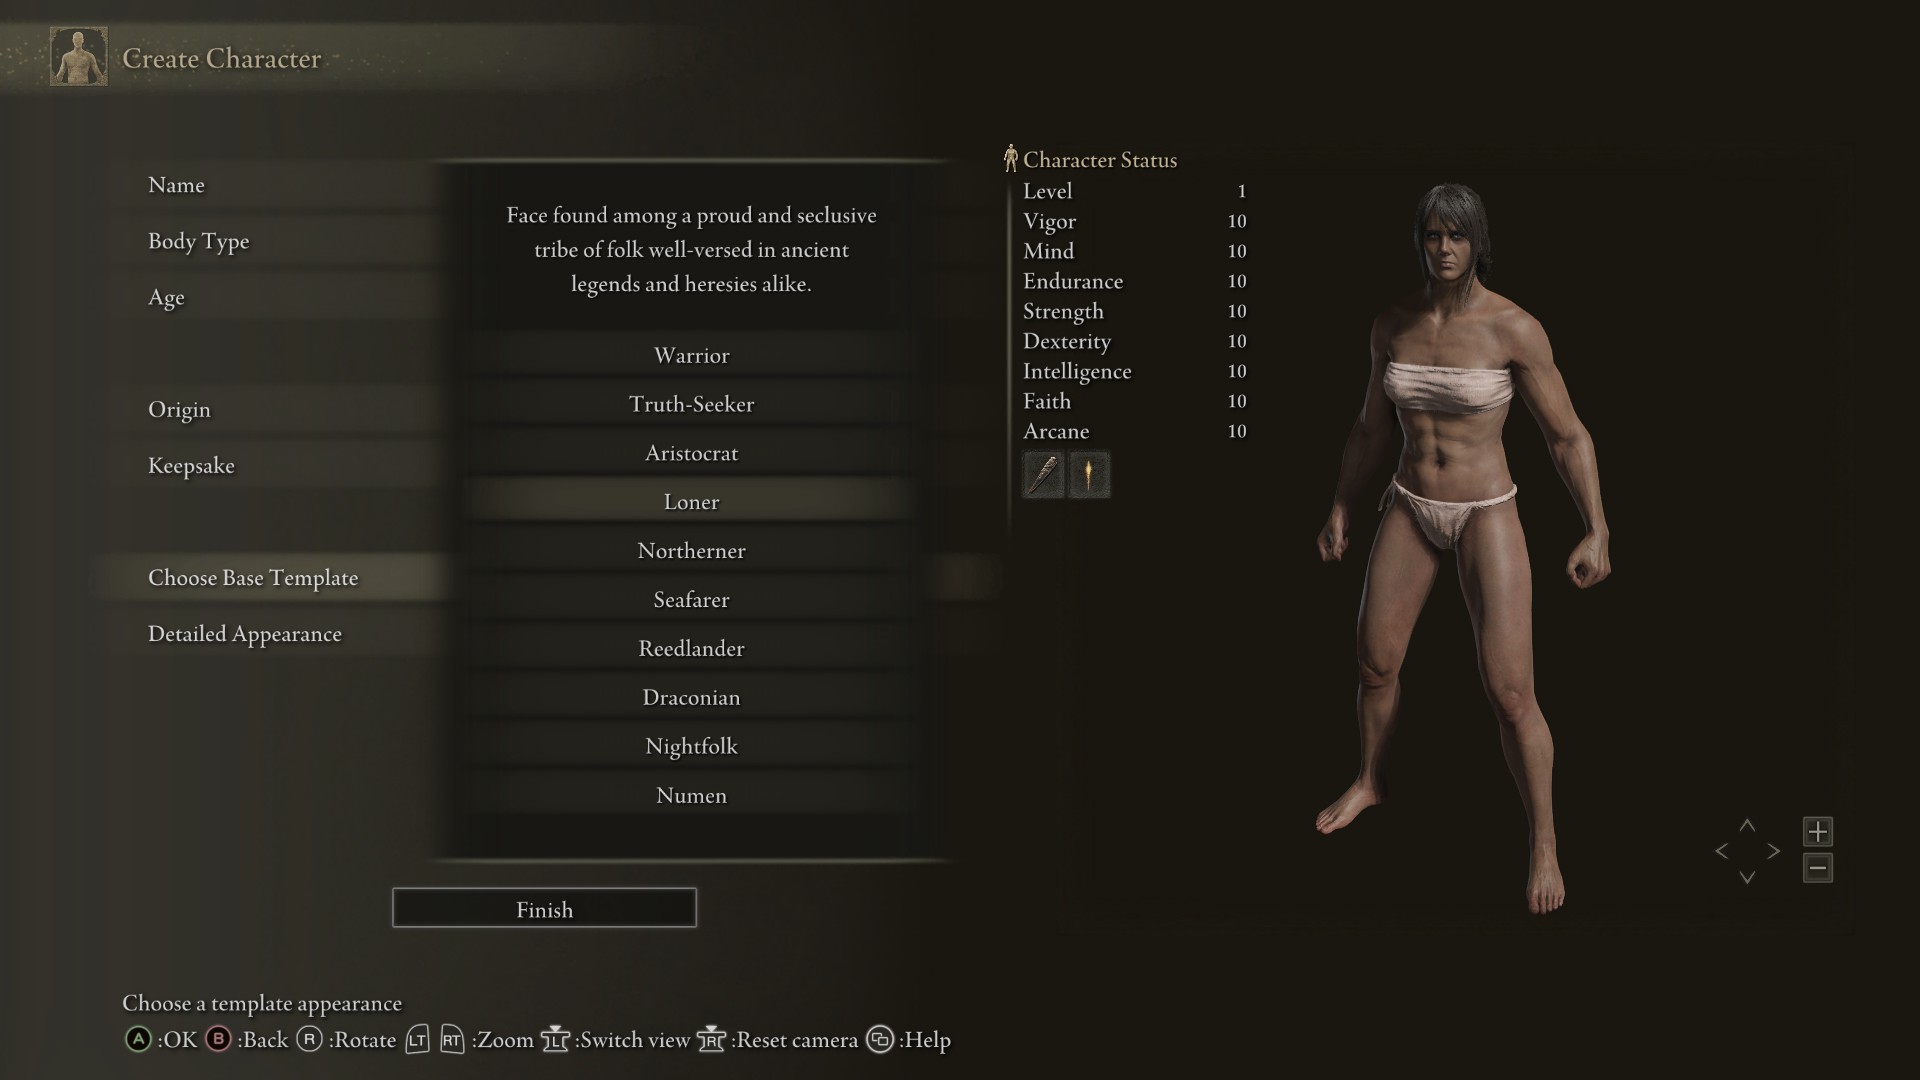 Create Character
Name
Body Type
Age
Origin
Keepsake
Choose Base Template
Detailed Appearance
Face found among a proud and seclusive
tribe of folk well-versed in ancient
legends and heresies alike.
Warrior
Truth-Seeker
Aristocrat
Loner
Northerner
Seafarer
Reedlander
Draconian
Nightfolk
Numen
Finish
Character Status
Level 1
Vigor 10
Mind 10
Endurance 10
Strength 10
Dexterity 10
Intelligence 10
Faith 10
Arcane 10
Choose a template appearance
A :OK B :Back R :Rotate LT RT :Zoom L :Switch view R :Reset camera :Help